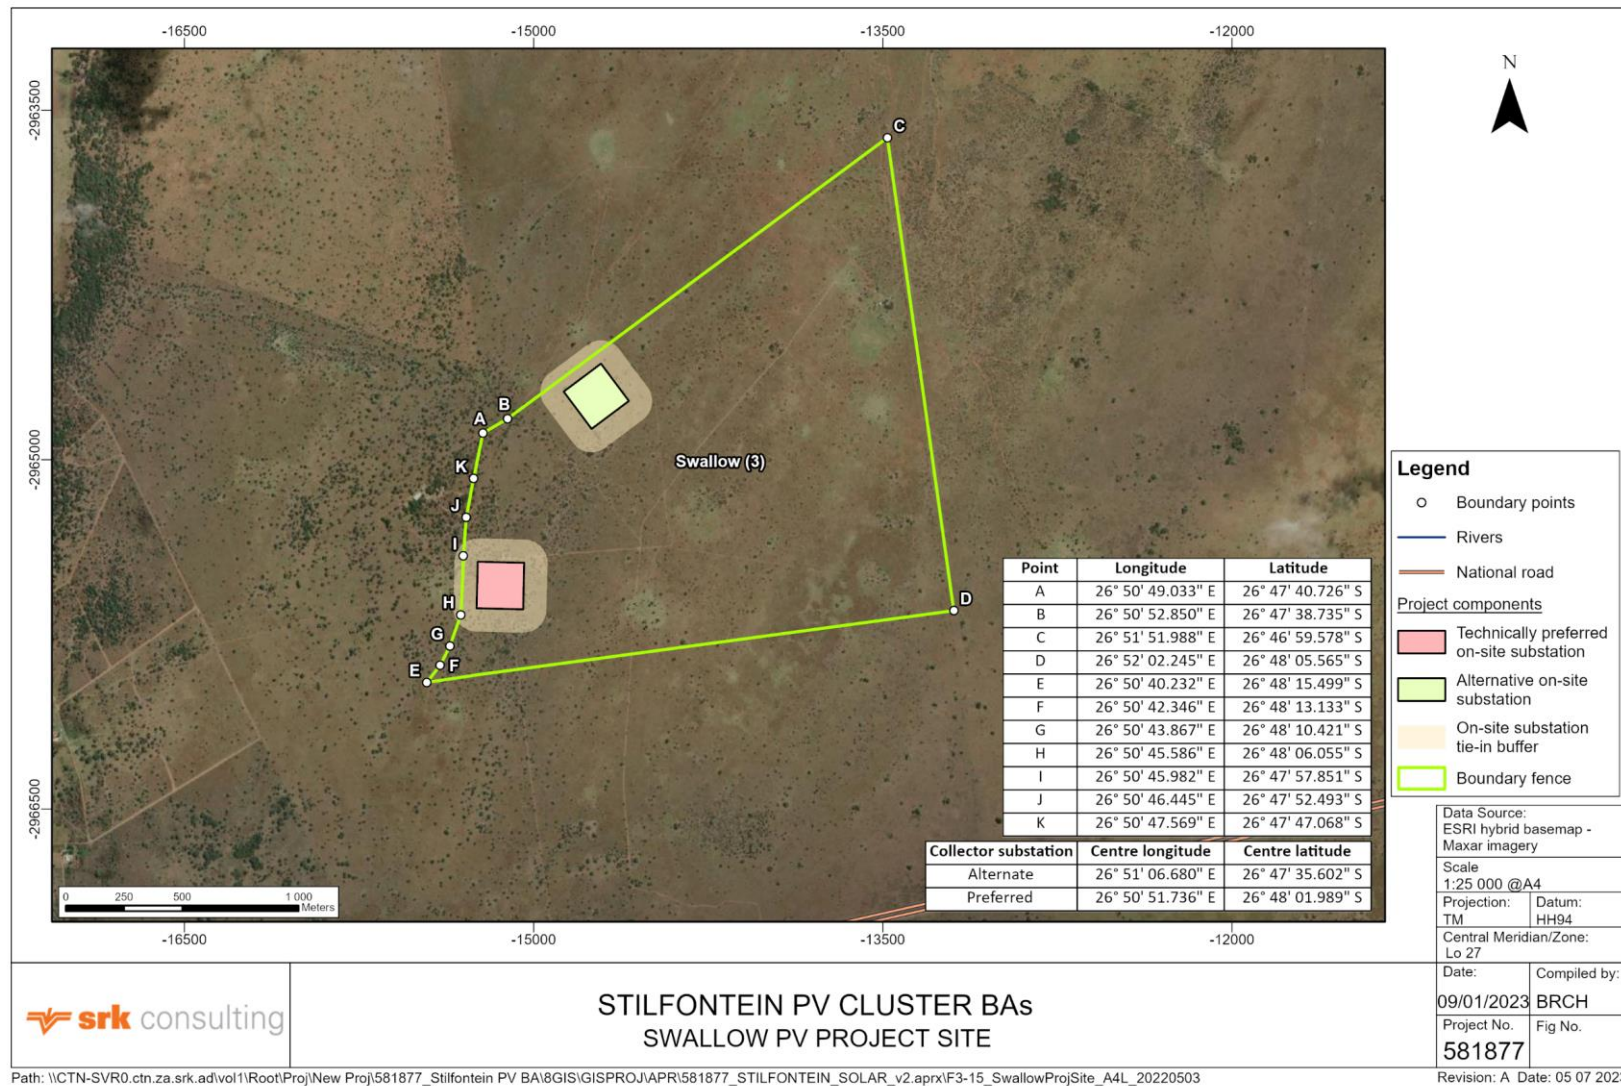 -16500 -15000 -13500 -12000
N
-2963500
C
B
A
K
Swallow (3)
-2965000
J
I
H
G
F
E
D
Point Longitude Latitude
A 26° 50' 49.033" E 26° 47' 40.726" S
B 26° 50' 52.850" E 26° 47' 38.735" S
C 26° 51' 51.988" E 26° 46' 59.578" S
D 26° 52' 02.245" E 26° 48' 05.565" S
E 26° 50' 40.232" E 26° 48' 15.499" S
F 26° 50' 42.346" E 26° 48' 13.133" S
G 26° 50' 43.867" E 26° 48' 10.421" S
H 26° 50' 45.586" E 26° 48' 06.055" S
I 26° 50' 45.982" E 26° 47' 57.851" S
J 26° 50' 46.445" E 26° 47' 52.493" S
K 26° 50' 47.569" E 26° 47' 47.068" S
Collector substation Centre longitude Centre latitude
Alternate 26° 51' 06.680" E 26° 47' 35.602" S
Preferred 26° 50' 51.736" E 26° 48' 01.989" S
-2966500
0 250 500 1 000
Meters
-16500 -15000 -13500 -12000
Legend
Boundary points
Rivers
National road
Project components
Technically preferred
on-site substation
Alternative on-site
substation
On-site substation
tie-in buffer
Boundary fence
Data Source:
ESRI hybrid basemap -
Maxar imagery
Scale
1:25 000 @A4
Projection: Datum:
TM HH94
Central Meridian/Zone:
Lo 27
Date: Compiled by:
09/01/2023 BRCH
Project No. Fig No.
581877
srk consulting
STILFONTEIN PV CLUSTER BAs
SWALLOW PV PROJECT SITE
Path: \\CTN-SVR0.ctn.za.srk.ad\vol1\Root\Proj\New Proj\581877_Stilfontein PV BA\8GIS\GISPROJ\APR\581877_STILFONTEIN_SOLAR_v2.aprx\F3-15_SwallowProjSite_A4L_20220503
Revision: A Date: 05 07 202